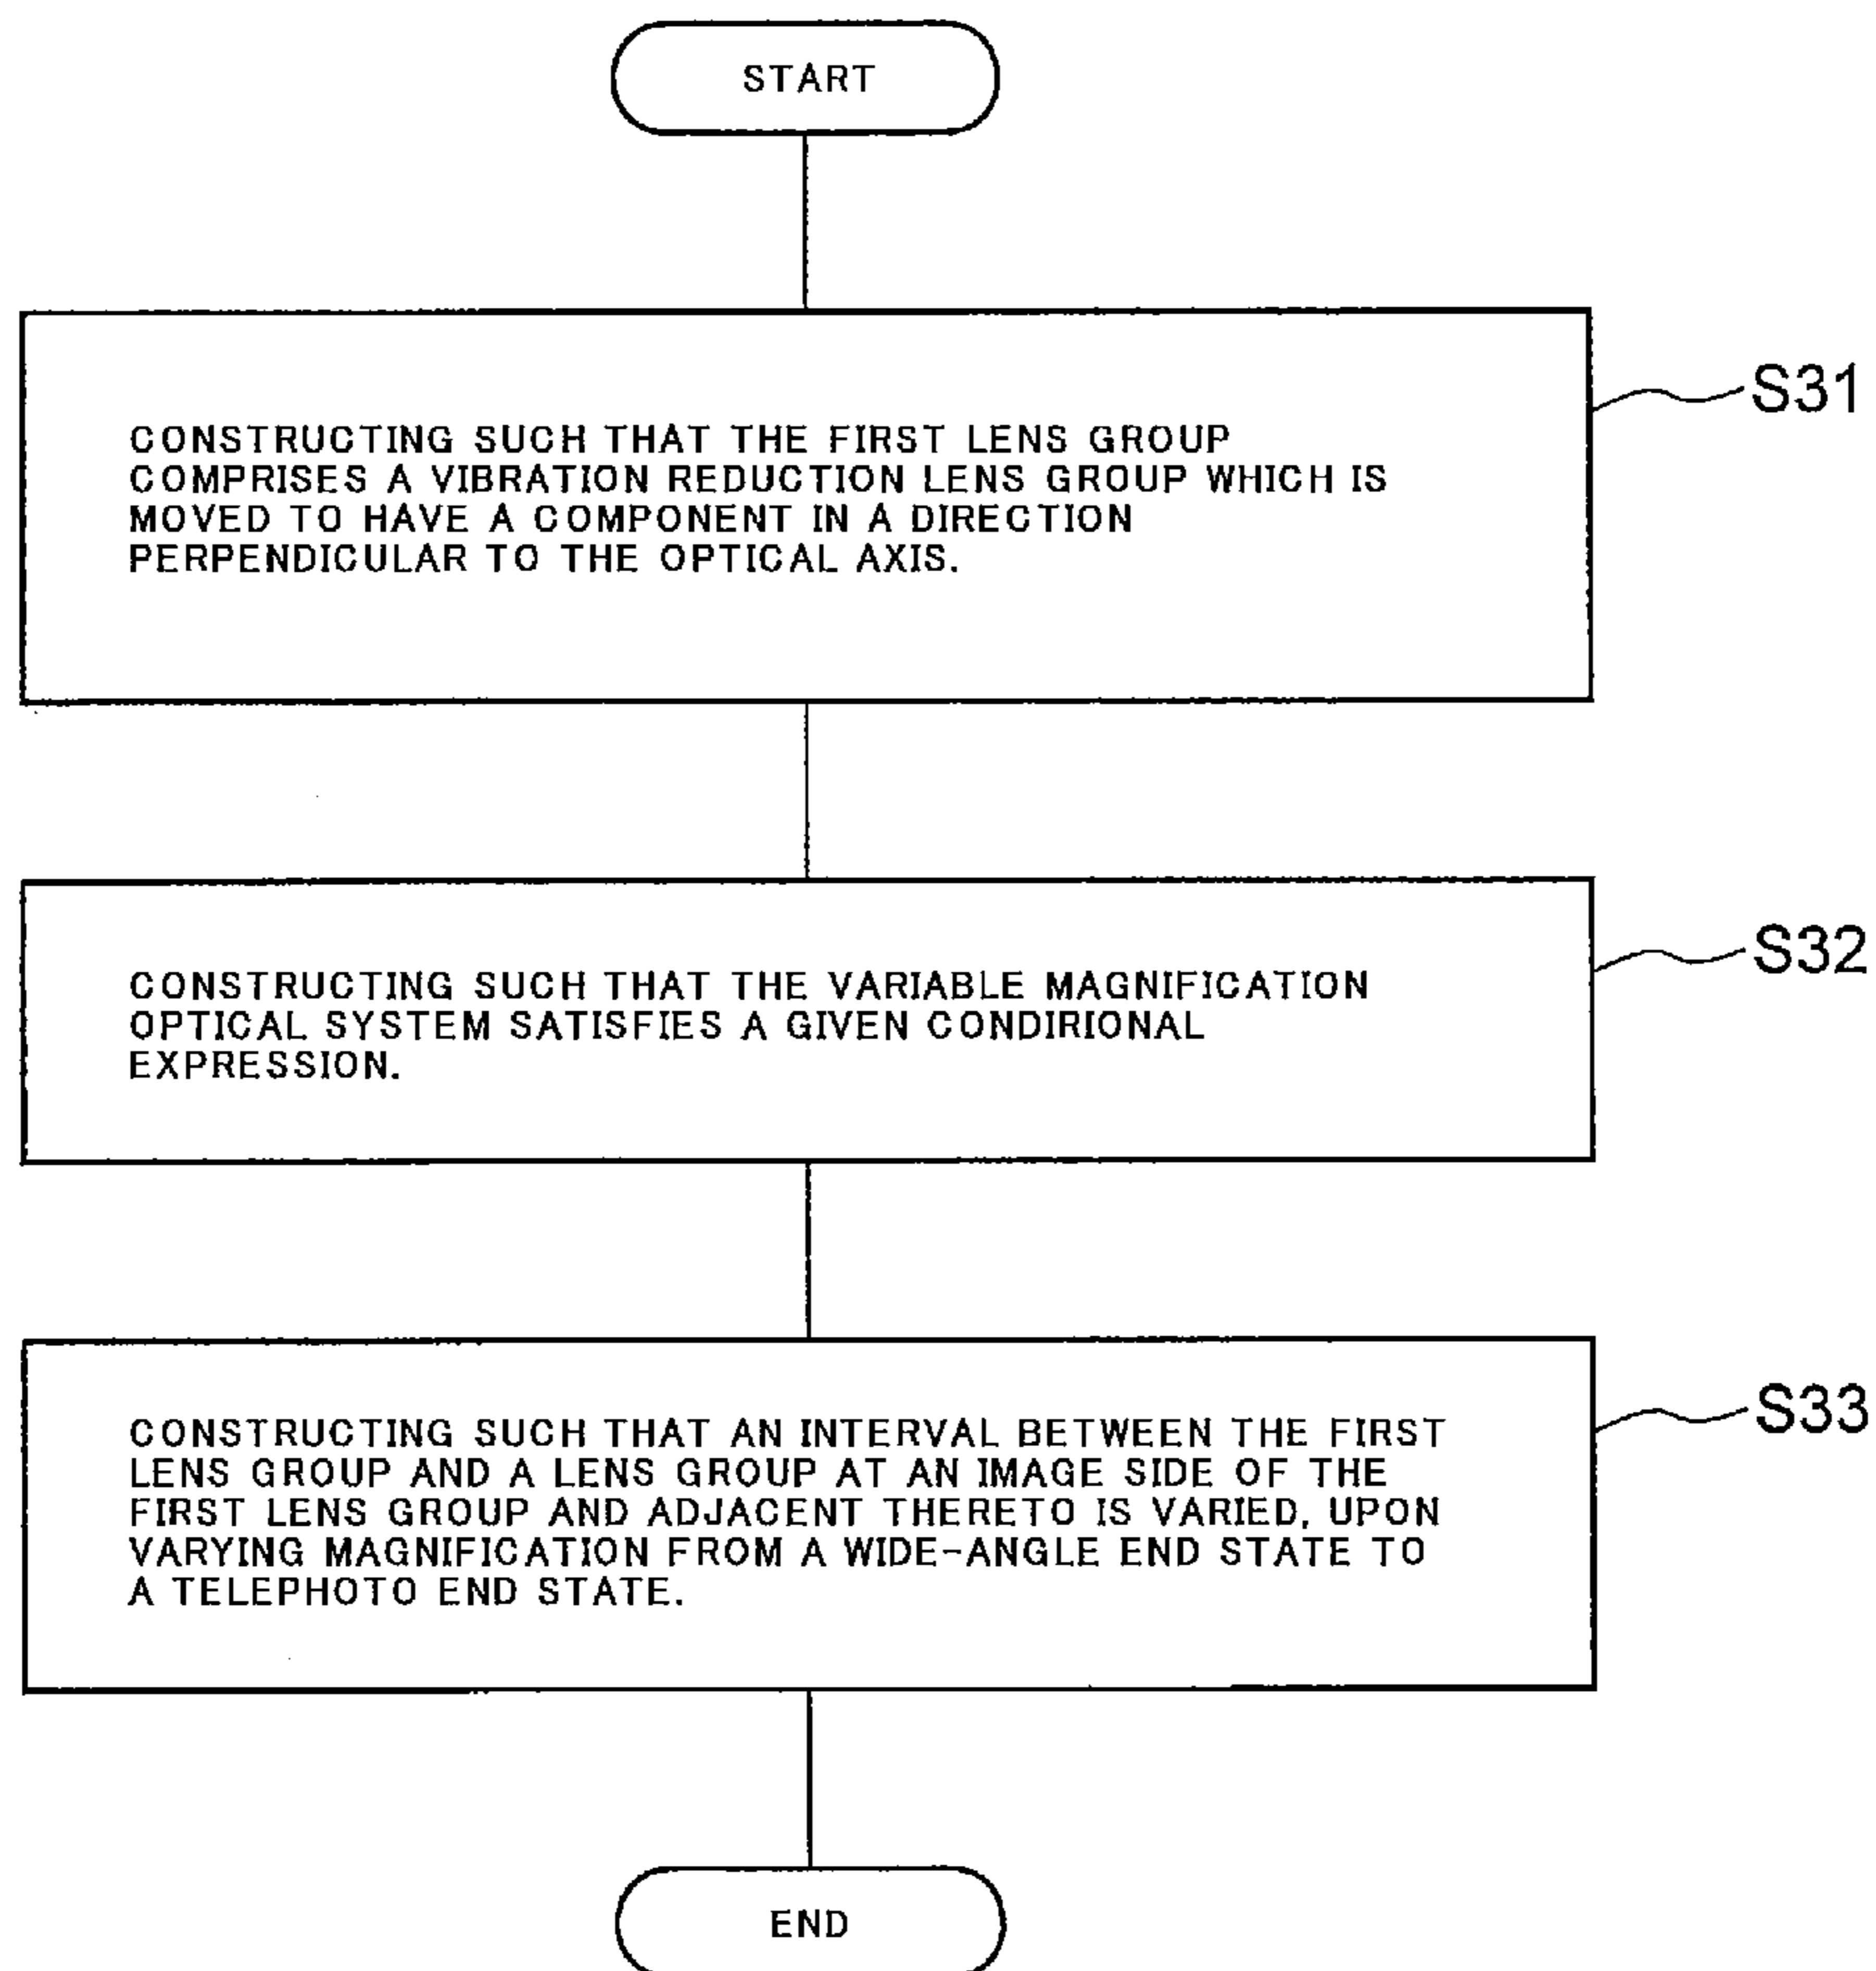 START
CONSTRUCTING SUCH THAT THE FIRST LENS GROUP
COMPRISES A VIBRATION REDUCTION LENS GROUP WHICH IS
MOVED TO HAVE A COMPONENT IN A DIRECTION
PERPENDICULAR TO THE OPTICAL AXIS.
S31
CONSTRUCTING SUCH THAT THE VARIABLE MAGNIFICATION
OPTICAL SYSTEM SATISFIES A GIVEN CONDIRIONAL
EXPRESSION.
S32
CONSTRUCTING SUCH THAT AN INTERVAL BETWEEN THE FIRST
LENS GROUP AND A LENS GROUP AT AN IMAGE SIDE OF THE
FIRST LENS GROUP AND ADJACENT THERETO IS VARIED, UPON
VARYING MAGNIFICATION FROM A WIDE-ANGLE END STATE TO
A TELEPHOTO END STATE.
S33
END